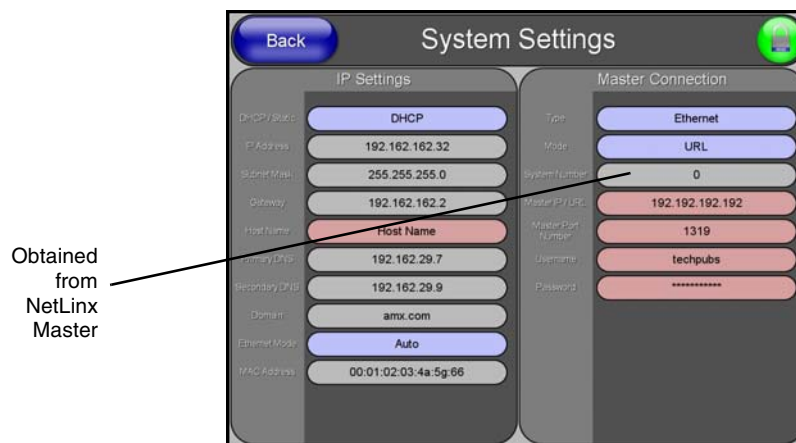 Back
System Settings
IP Settings
DHCP / Static
DHCP
IP Address
192.162.162.32
Subnet Mask
255.255.255.0
Gateway
192.162.162.2
Host Name
Host Name
Primary DNS
192.162.29.7
Secondary DNS
192.162.29.9
Domain
amx.com
Ethernet Mode
Auto
MAC Address
00:01:02:03:4a:5g:66
Master Connection
Type
Ethernet
Mode
URL
System Number
0
Master IP / URL
192.192.192.192
Master Port
Number
1319
Username
techpubs
Password
***********
Obtained
from
NetLinx
Master